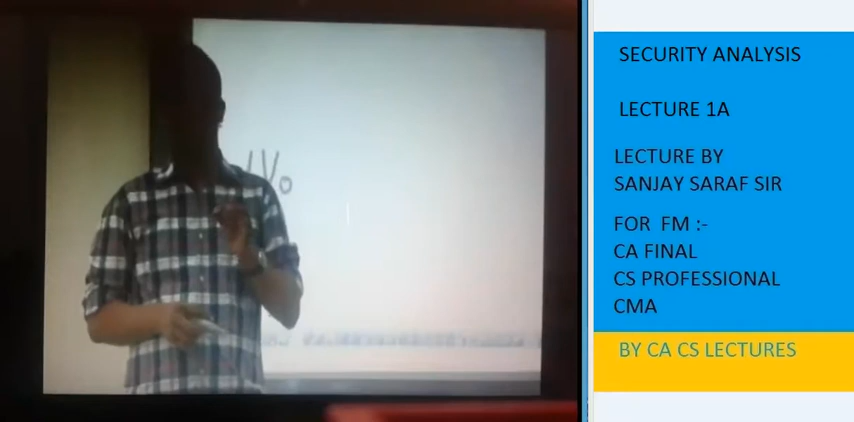 SECURITY ANALYSIS
LECTURE 1A
LECTURE BY
SANJAY SARAF SIR
FOR FM :-
CA FINAL
CS PROFESSIONAL
CMA
BY CA CS LECTURES